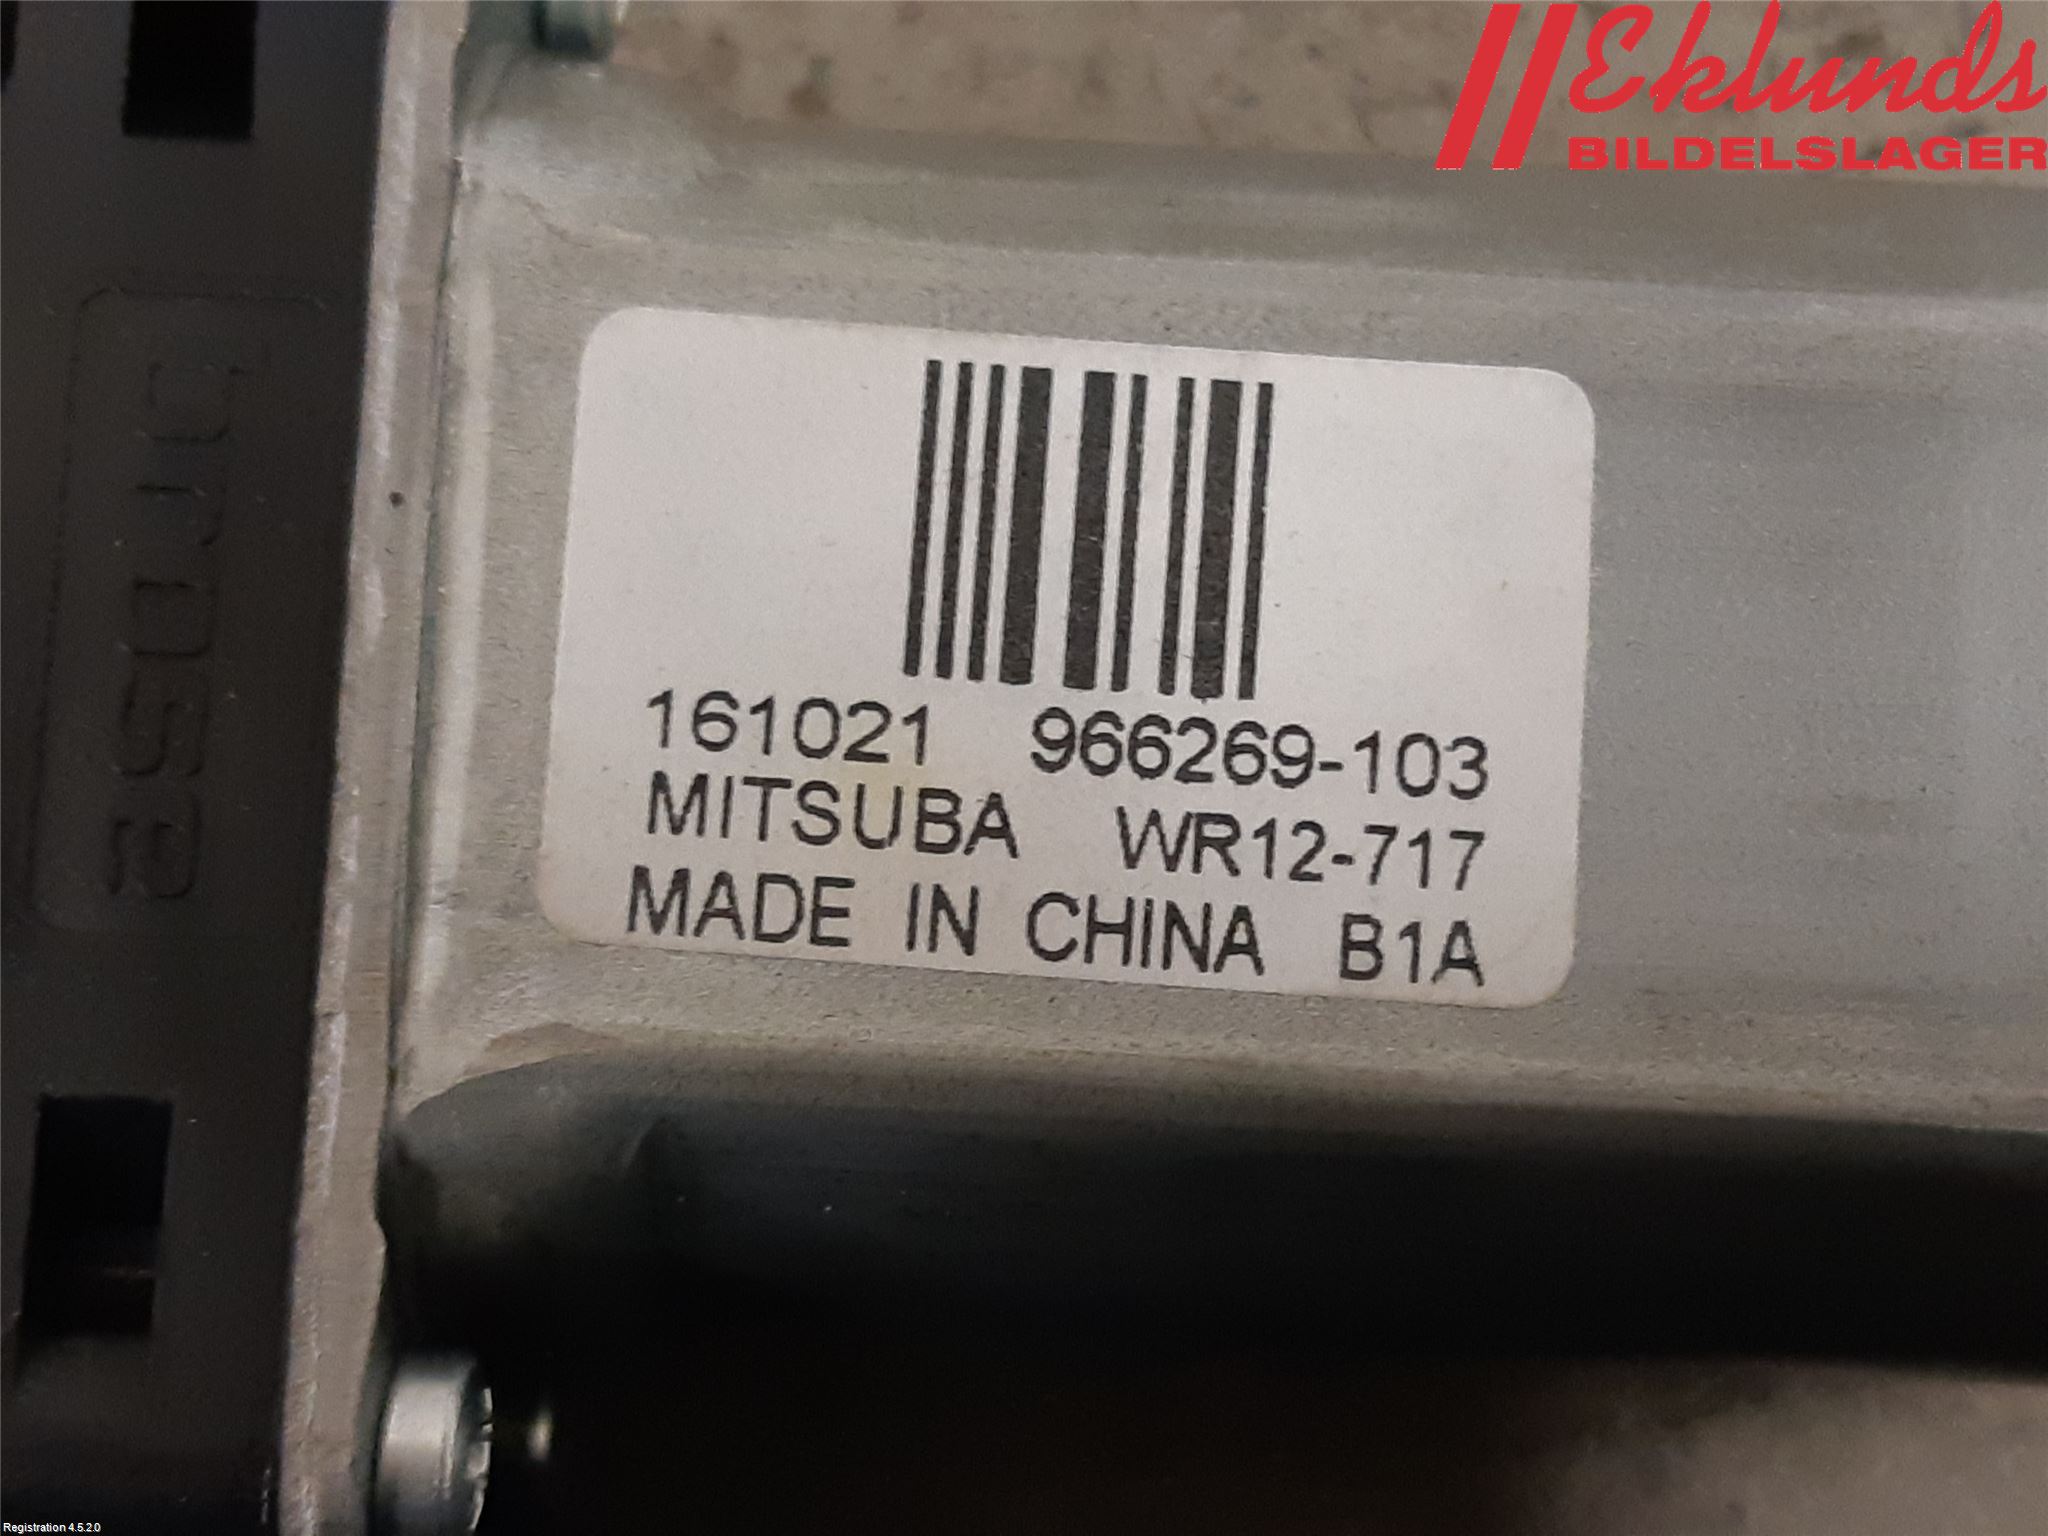 Eklunds
BILDELSLAGER
161021 966269-103
MITSUBA WR12-717
MADE IN CHINA B1A
Registration 4.5.2.0